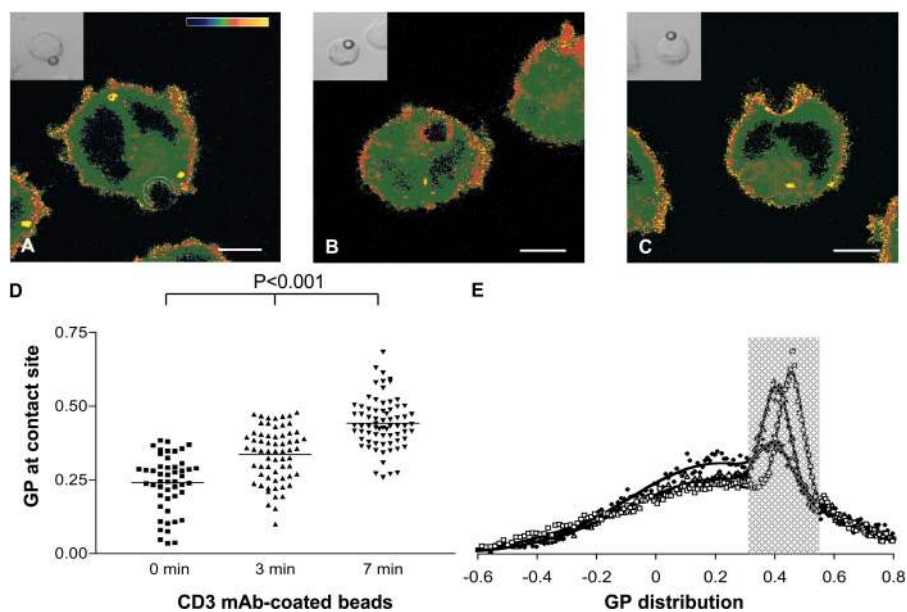 A
B
C
D
E
P<0.001
GP at contact site
0.75
0.50
0.25
0.00
0 min
3 min
7 min
CD3 mAb-coated beads
-0.6
-0.4
-0.2
0
0.2
0.4
0.6
0.8
GP distribution